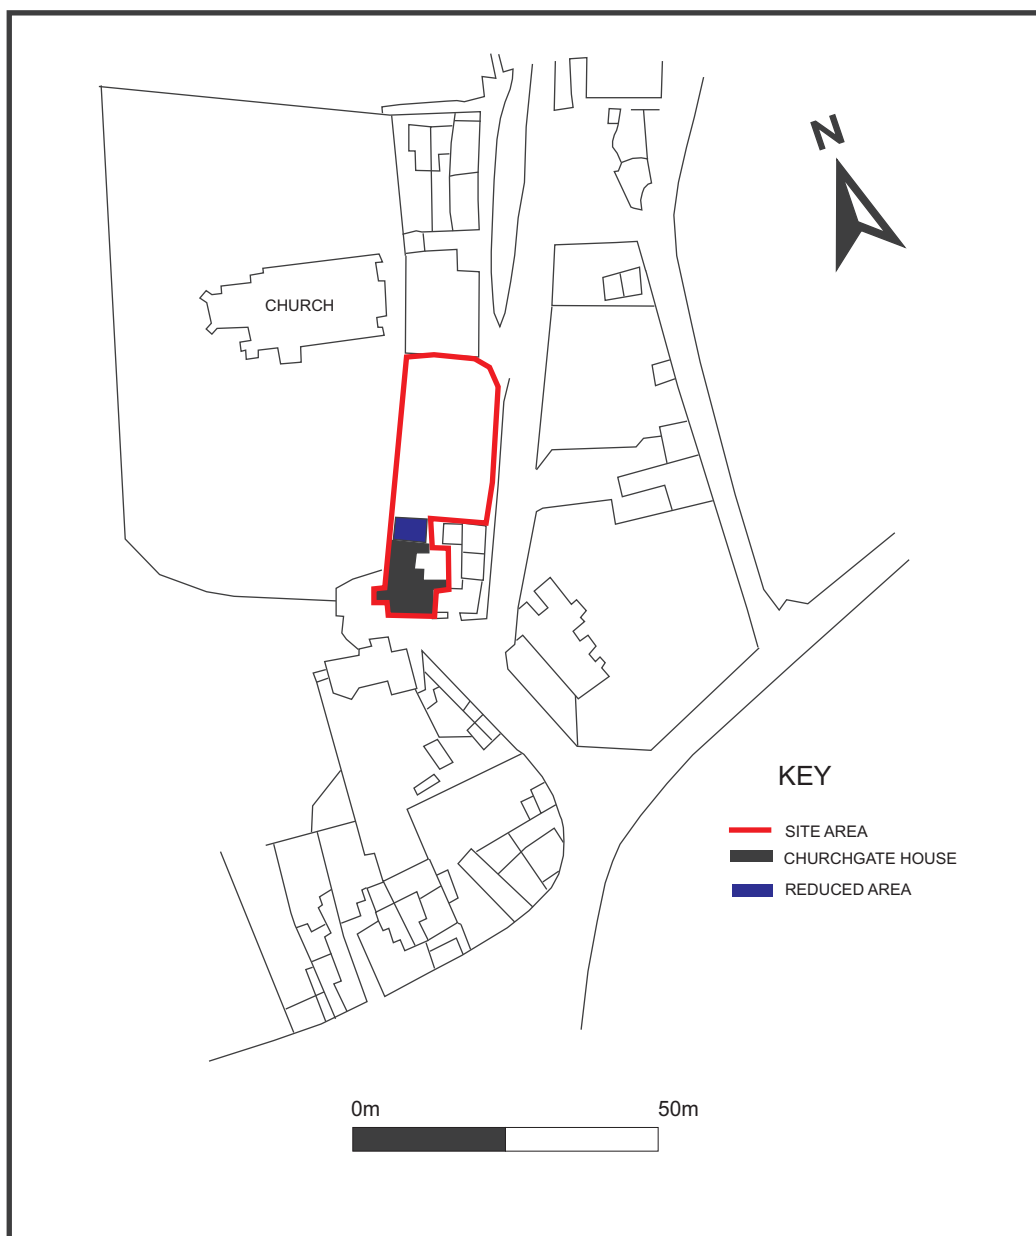 N
CHURCH
KEY
SITE AREA
CHURCHGATE HOUSE
REDUCED AREA
0m 50m